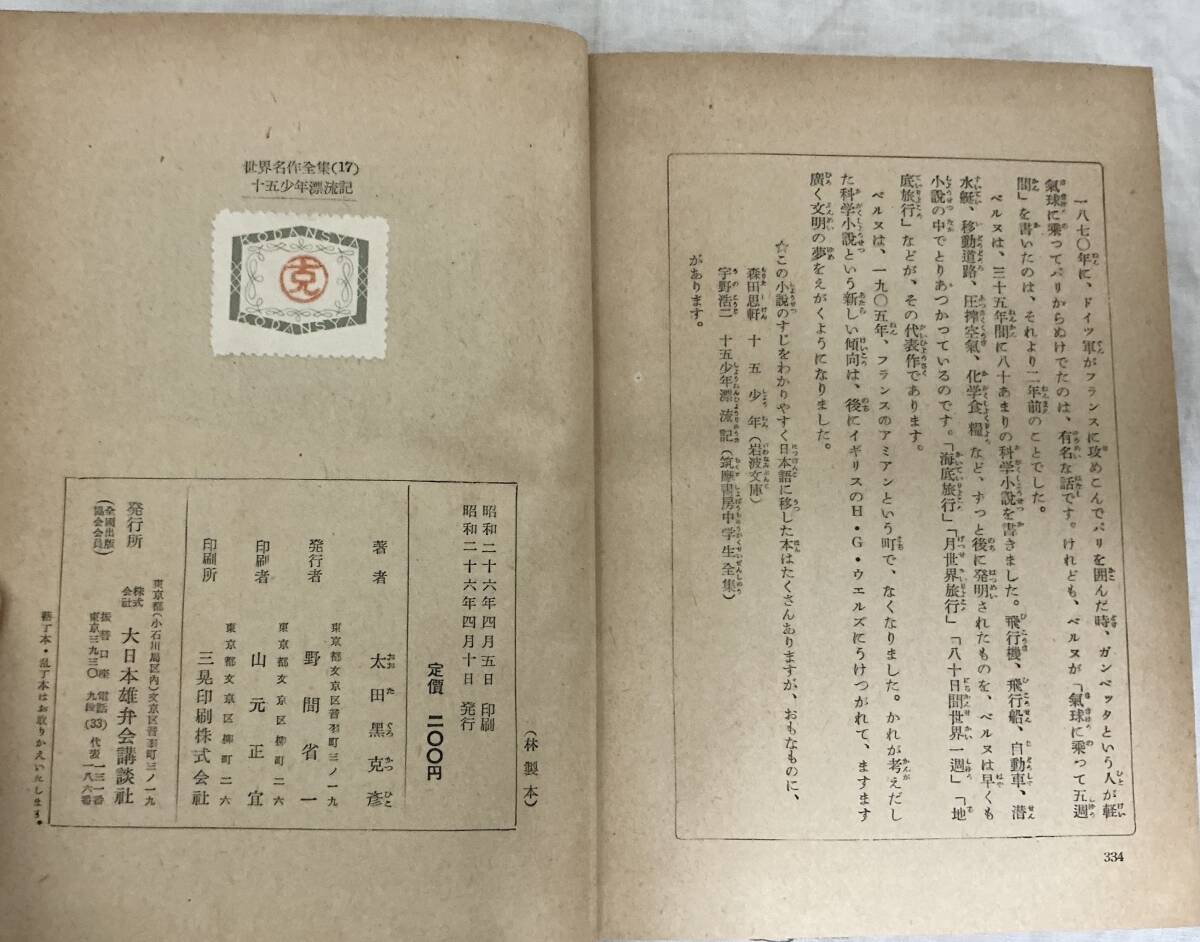 一八七〇年に、ドイツ軍がフランスに攻めこんでパリを囲んだ時、ガンベッタという人が軽
氣球に乗ってパリからぬけでたのは、有名な話です。けれども、ベルヌが「氣球に乗って五週
間」を書いたのは、それより二年前のことでした。
ベルヌは、三十五年間に八十あまりの科学小説を書きました。飛行機、飛行船、自動車、潜
水艇、移動道路、圧搾空氣、化学食糧など、ずっと後に発明されたものを、ベルヌは早くも
小説の中でとりあつかっているのです。「海底旅行」「月世界旅行」「八十日間世界一週」「地
底旅行」などが、その代表作であります。
ベルヌは、一九〇五年、フランスのアミアンという町で、なくなりました。かれが考えだし
た科学小説という新しい傾向は、後にイギリスのH・G・ウエルズにうけつがれて、ますます
廣く文明の夢をえがくようになりました。
☆この小説のすじをわかりやすく日本語に移した本はたくさんありますが、おもなものに、
森田思軒 十五少年(岩波文庫)
宇野浩二 十五少年漂流記(筑摩書房中学生全集)
があります。
334
世界名作全集(17)
十五少年漂流記
KODANSYA
克
KODANSYA
(林製本)
定價 二〇〇円
昭和二十六年四月五日 印刷
昭和二十六年四月十日 発行
著者 太田黒克彦
東京都文京区音羽町三ノ一九
発行者 野間省一
東京都文京区柳町二六
印刷者 山元正宜
東京都文京区柳町二六
印刷所 三晃印刷株式会社
東京都(小石川局区内)文京区音羽町三ノ一九
発行所 株式会社 大日本雄弁会講談社
(全國出版協会会員)
振替口座東京三九三〇 電話九段(33)代表一三一番一八六番
落丁本・乱丁本はお取りかえいたします。